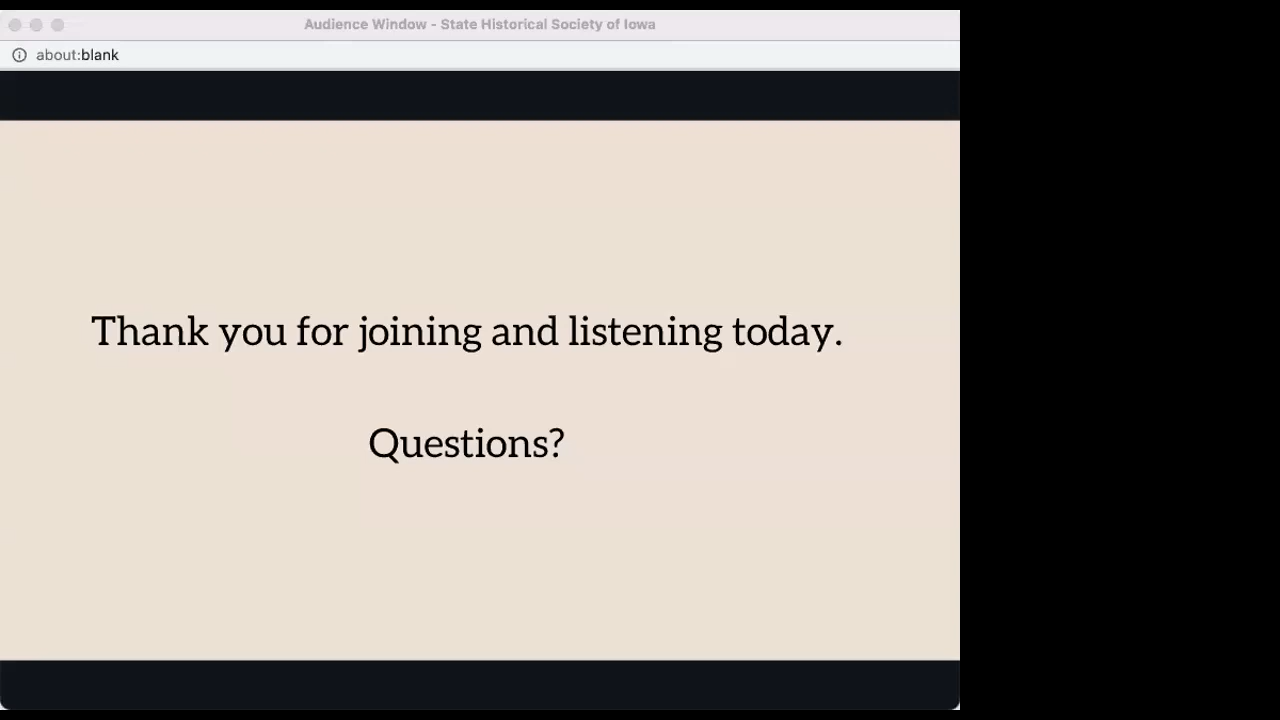 Audience Window - State Historical Society of Iowa
about:blank
Thank you for joining and listening today.
Questions?